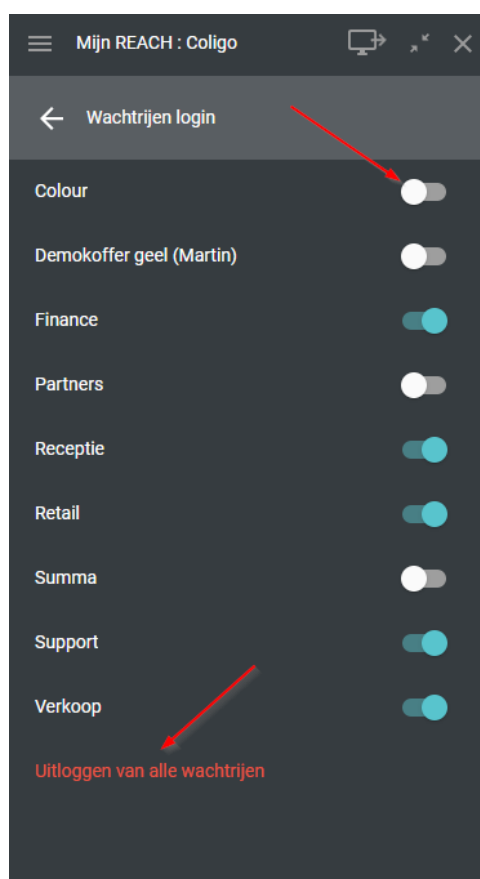 Mijn REACH : Coligo
Wachtrijen login
Colour
Demokoffer geel (Martin)
Finance
Partners
Receptie
Retail
Summa
Support
Verkoop
Uitloggen van alle wachtrijen